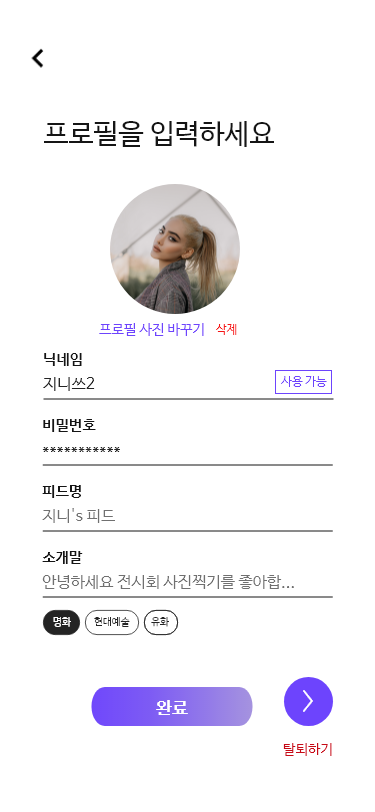 프로필을 입력하세요
프로필 사진 바꾸기 삭제
닉네임
지니쓰2 사용 가능
비밀번호
***********
피드명
지니's 피드
소개말
안녕하세요 전시회 사진찍기를 좋아합...
명화 현대예술 유화
완료
탈퇴하기